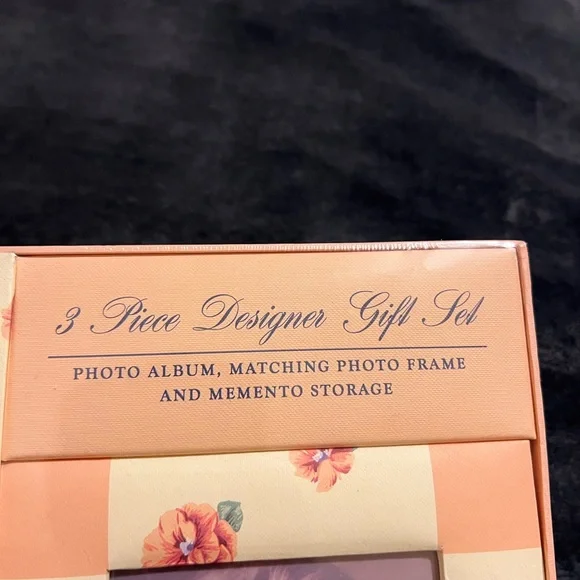 3 Piece Designer Gift Set
PHOTO ALBUM, MATCHING PHOTO FRAME
AND MEMENTO STORAGE